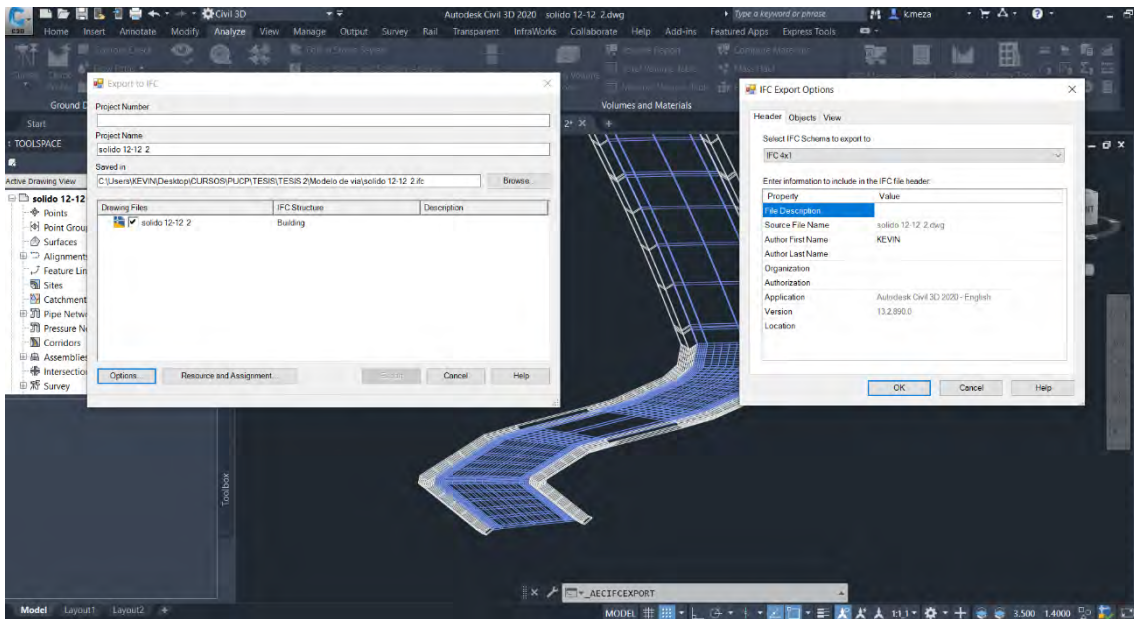 Civil 3D
Autodesk Civil 3D 2020 solido 12-12 2.dwg
Type a keyword or phrase
k.meza
C3D
Home Insert Annotate Modify Analyze View Manage Output Survey Rail Transparent InfraWorks Collaborate Help Add-ins Featured Apps Express Tools
Ground
Volumes and Materials
Start
2*
TOOLSPACE
Active Drawing View
solido 12-12
Points
Point Grou
Surfaces
Alignment
Feature Lin
Sites
Catchment
Pipe Netw
Pressure Ne
Corridors
Assemblies
Intersectio
Survey
Toolbox
Export to IFC
Project Number
Project Name
solido 12-12 2
Saved in
C:\Users\KEVIN\Desktop\CURSOS\PUCP\TESIS\TESIS 2\Modelo de via\solido 12-12 2.ifc
Browse...
Drawing Files IFC Structure Description
solido 12-12 2 Building
Options... Resource and Assignment... Cancel Help
IFC Export Options
Header Objects View
Select IFC Schema to export to
IFC 4x1
Enter information to include in the IFC file header:
Property Value
File Description
Source File Name solido 12-12 2.dwg
Author First Name KEVIN
Author Last Name
Organization
Authorization
Application Autodesk Civil 3D 2020 - English
Version 13.2.890.0
Location
OK Cancel Help
_AECIFCEXPORT
Model Layout1 Layout2 +
MODEL 1:1.1 3.500 1.4000